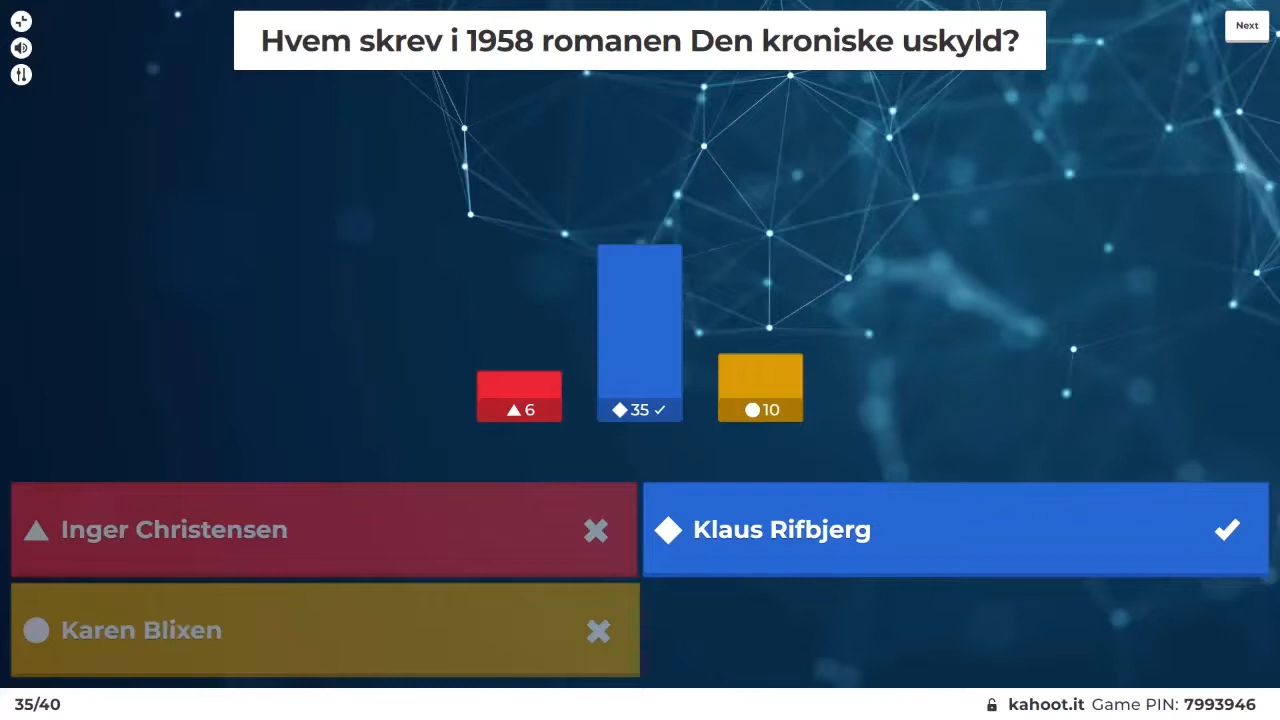 Hvem skrev i 1958 romanen Den kroniske uskyld?
Next
6
35
10
Inger Christensen
Klaus Rifbjerg
Karen Blixen
35/40
kahoot.it Game PIN: 7993946